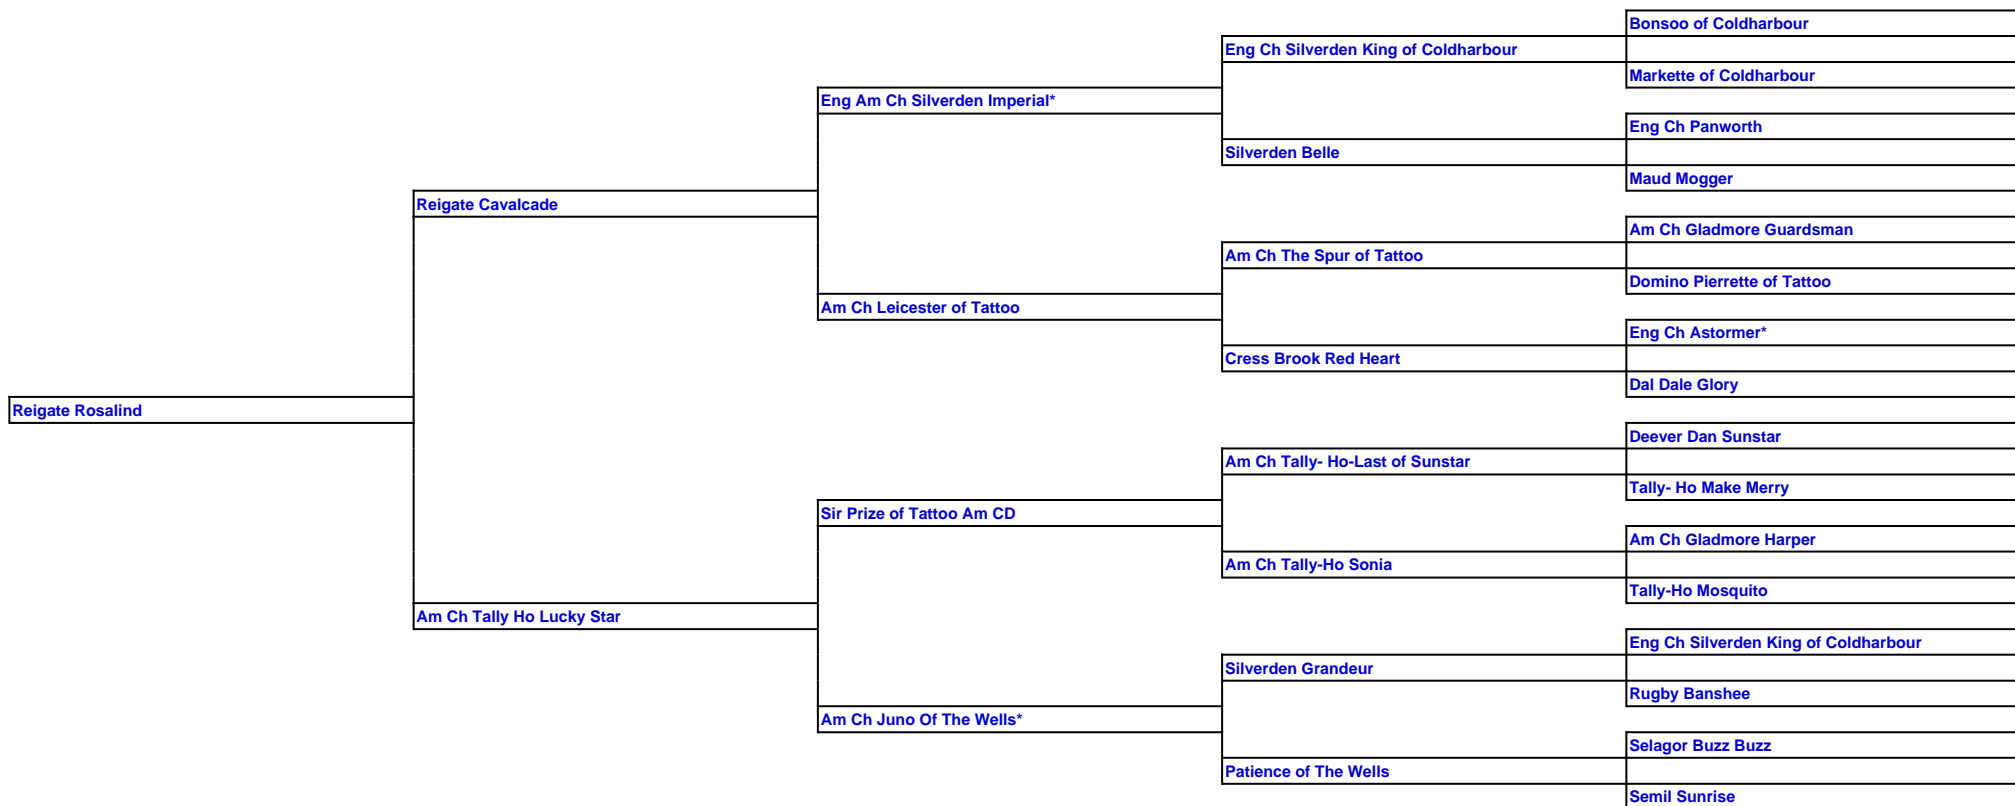 Bonsoo of Coldharbour
Eng Ch Silverden King of Coldharbour
Markette of Coldharbour
Eng Am Ch Silverden Imperial*
Eng Ch Panworth
Silverden Belle
Maud Mogger
Reigate Cavalcade
Am Ch Gladmore Guardsman
Am Ch The Spur of Tattoo
Domino Pierrette of Tattoo
Am Ch Leicester of Tattoo
Eng Ch Astormer*
Cress Brook Red Heart
Dal Dale Glory
Reigate Rosalind
Deever Dan Sunstar
Am Ch Tally- Ho-Last of Sunstar
Tally- Ho Make Merry
Sir Prize of Tattoo Am CD
Am Ch Gladmore Harper
Am Ch Tally-Ho Sonia
Tally-Ho Mosquito
Am Ch Tally Ho Lucky Star
Eng Ch Silverden King of Coldharbour
Silverden Grandeur
Rugby Banshee
Am Ch Juno Of The Wells*
Selagor Buzz Buzz
Patience of The Wells
Semil Sunrise